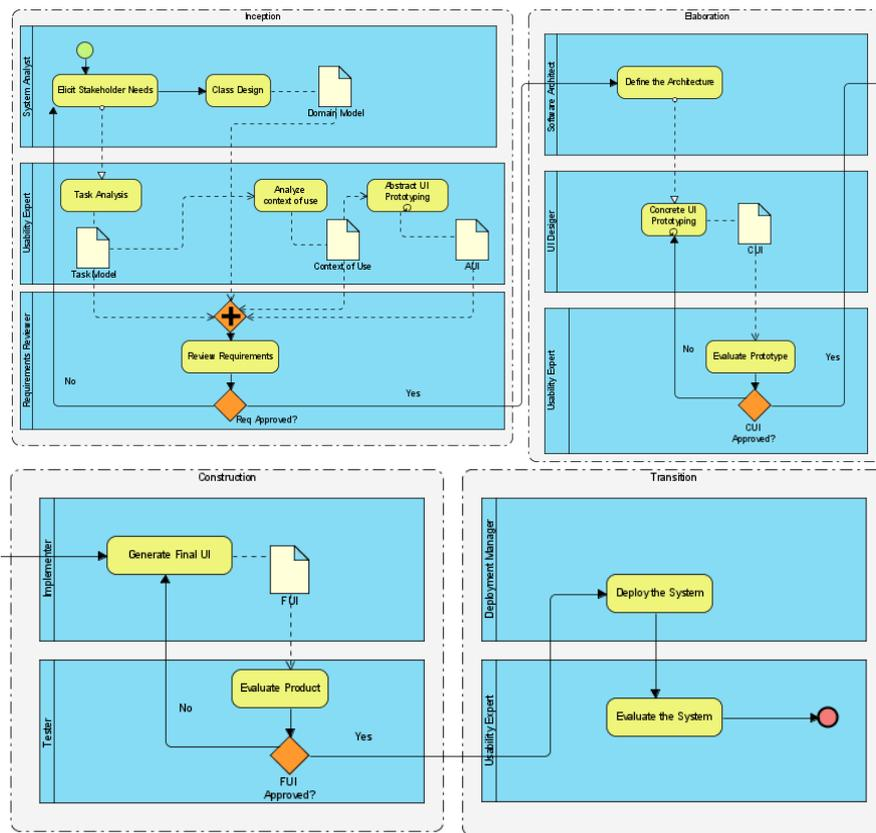 Inception
System Analyst
Elicit Stakeholder Needs
Class Design
Domain Model
Usability Expert
Task Analysis
Analyze
context of use
Abstract UI
Prototyping
Task Model
Context of Use
AUI
Requirements Reviewer
Review Requirements
No
Yes
Req Approved?
Elaboration
Software Architect
Define the Architecture
UI Desiger
Concrete UI
Prototyping
CUI
Usability Expert
No
Evaluate Prototype
Yes
CUI
Approved?
Construction
Implementer
Generate Final UI
FUI
Tester
Evaluate Product
No
Yes
FUI
Approved?
Transition
Deployment Manager
Deploy the System
Usability Expert
Evaluate the System